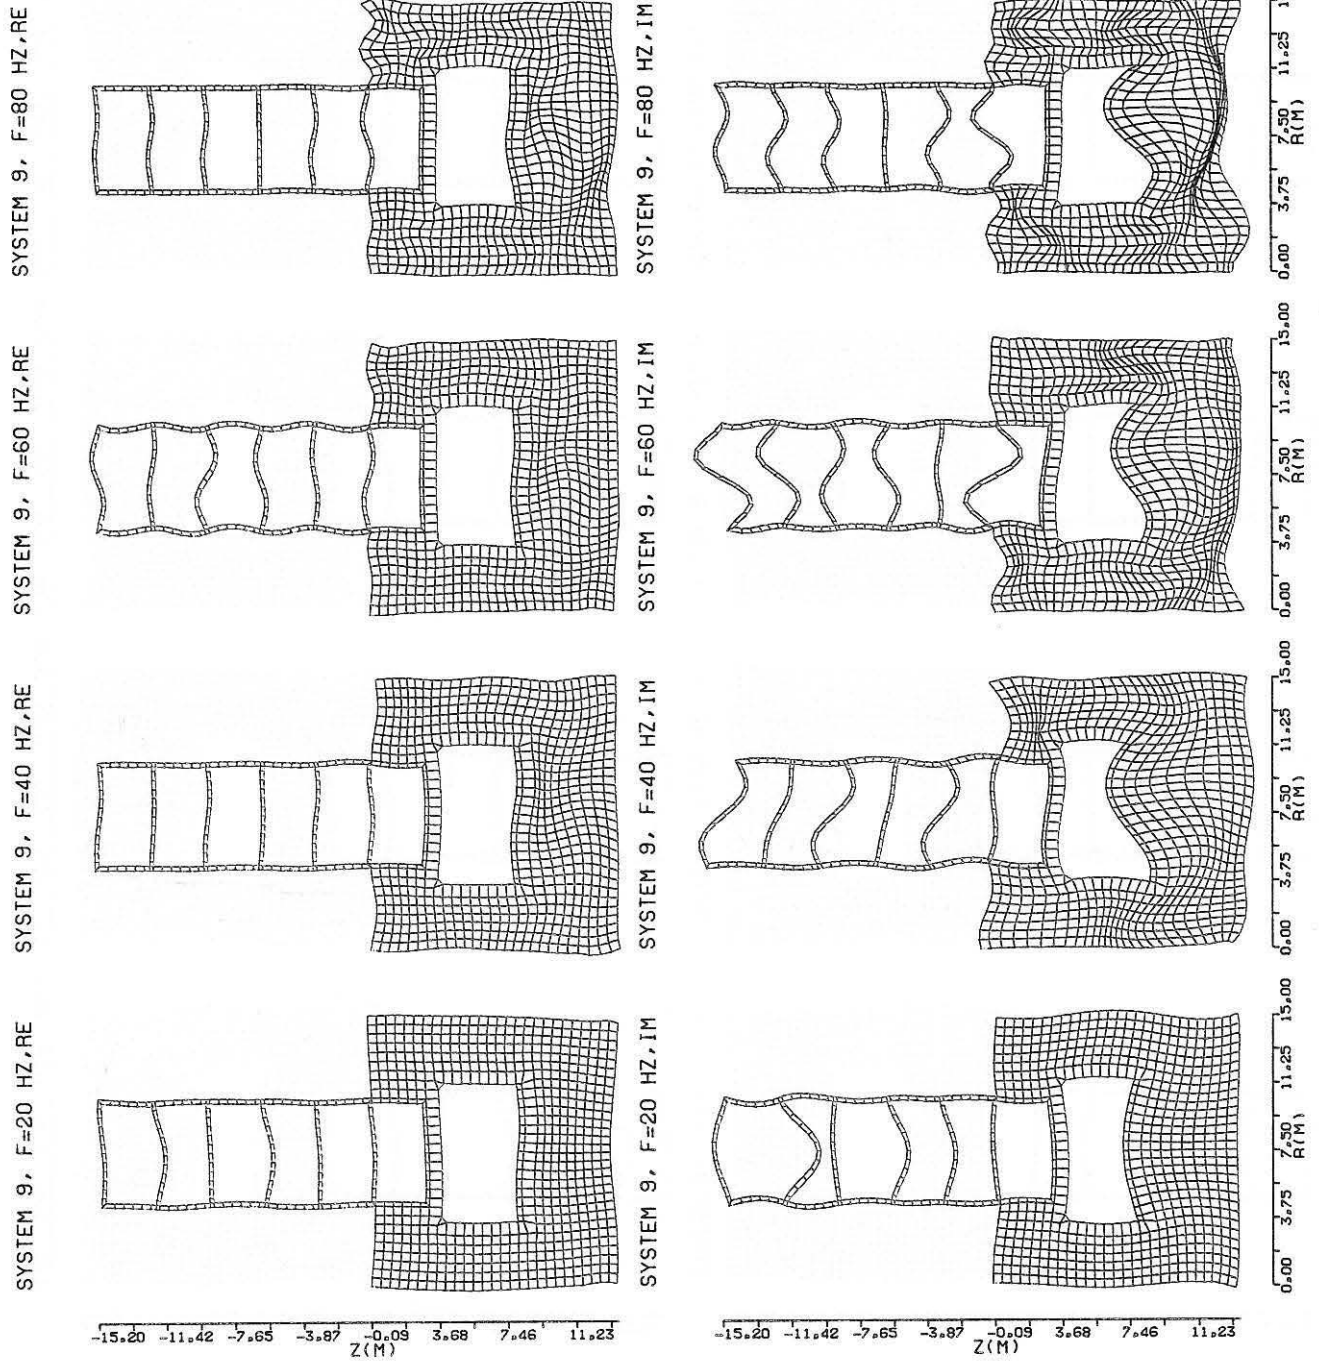 SYSTEM 9, F=80 HZ,RE
SYSTEM 9, F=80 HZ,IM
0.00 3.75 7.50 11.25
R(M)
SYSTEM 9, F=60 HZ,RE
SYSTEM 9, F=60 HZ,IM
0.00 3.75 7.50 11.25 15.00
R(M)
SYSTEM 9, F=40 HZ,RE
SYSTEM 9, F=40 HZ,IM
0.00 3.75 7.50 11.25 15.00
R(M)
SYSTEM 9, F=20 HZ,RE
SYSTEM 9, F=20 HZ,IM
0.00 3.75 7.50 11.25 15.00
R(M)
-15.20 -11.42 -7.65 -3.87 -0.09 3.68 7.46 11.23
Z(M)
-15.20 -11.42 -7.65 -3.87 -0.09 3.68 7.46 11.23
Z(M)